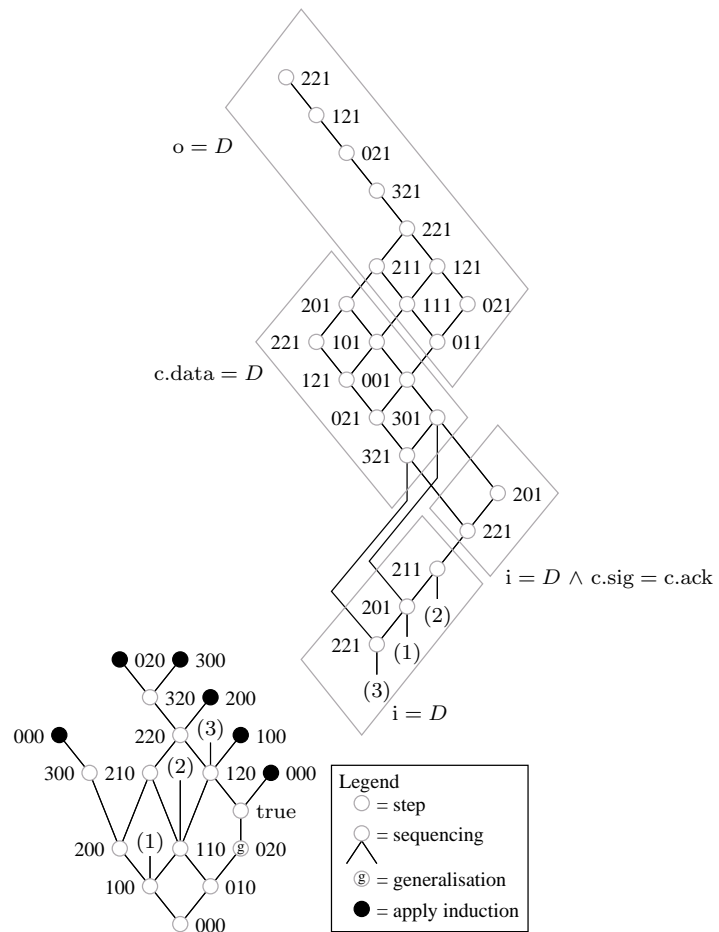 221
121
o = D
021
321
221
211 121
201 111 021
221 101 011
c.data = D 121 001
021 301
321
201
221
211 i = D ∧ c.sig = c.ack
201 (2)
221 (1)
(3)
i = D
020 300
320 200
000 220 (3) 100
300 210 (2) 120 000
true
200 (1) 110 g 020
100 010
000
Legend
= step
= sequencing
g = generalisation
= apply induction